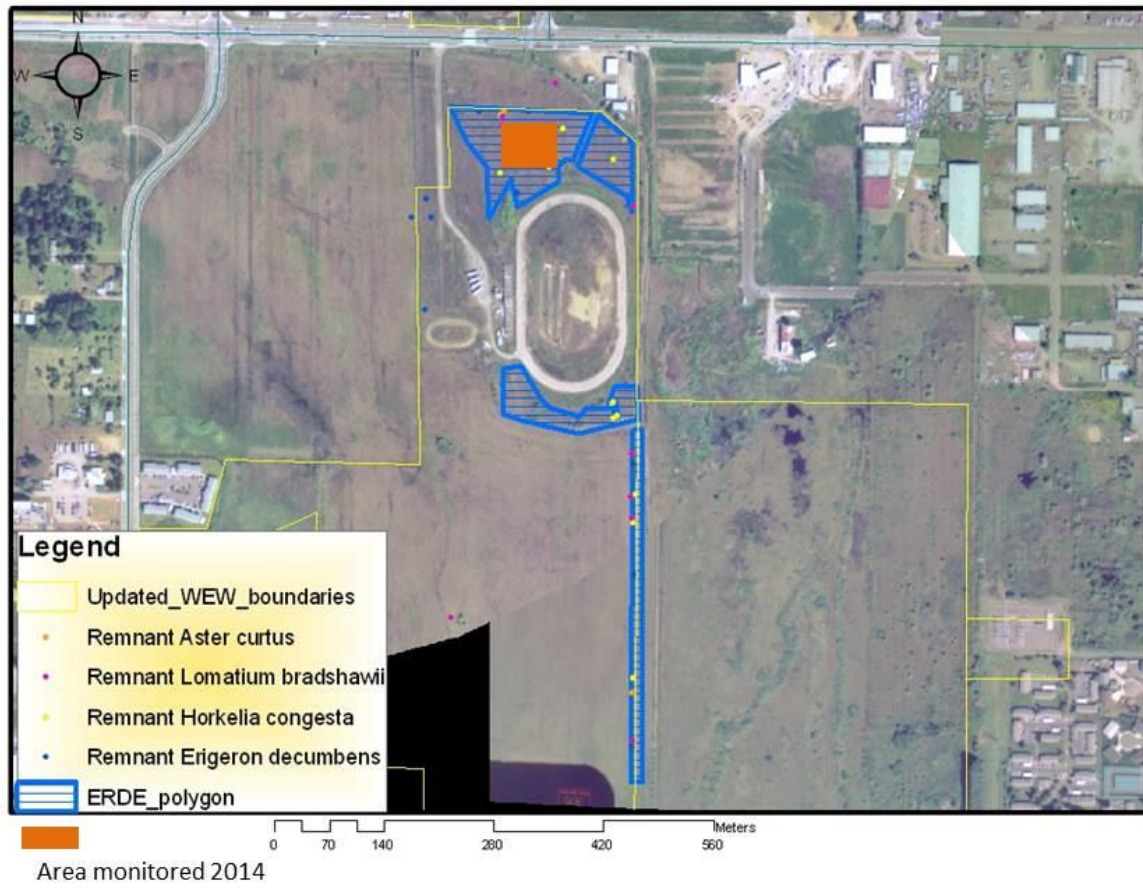 N
W E
S
Legend
Updated_WEW_boundaries
Remnant Aster curtus
Remnant Lomatium bradshawii
Remnant Horkelia congesta
Remnant Erigeron decumbens
ERDE_polygon
Meters
0 70 140 280 420 560
Area monitored 2014